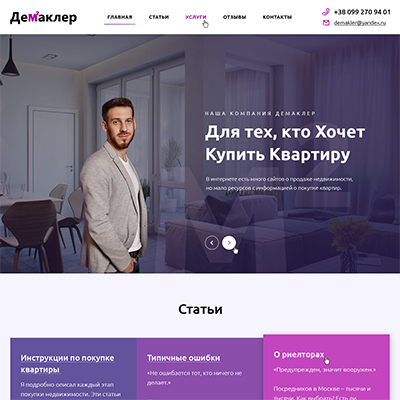 ДеМаклер
ГЛАВНАЯ
СТАТЬИ
УСЛУГИ
ОТЗЫВЫ
КОНТАКТЫ
+38 099 270 94 01
demakler@yandex.ru
НАША КОМПАНИЯ ДЕМАКЛЕР
Для тех, кто Хочет
Купить Квартиру
В интернете есть много сайтов о продаже недвижимости,
но мало ресурсов с информацией о покупке квартир.
Статьи
Инструкции по покупке
квартиры
Я подробно описал каждый этап
покупки недвижимости. Эти статьи
Типичные ошибки
«Не ошибается тот, кто ничего не
делает.»
О риелторах
«Предупрежден, значит вооружен.»
Посредников в Москве – тысячи и
тысячи. Как выбрать? Есть ли